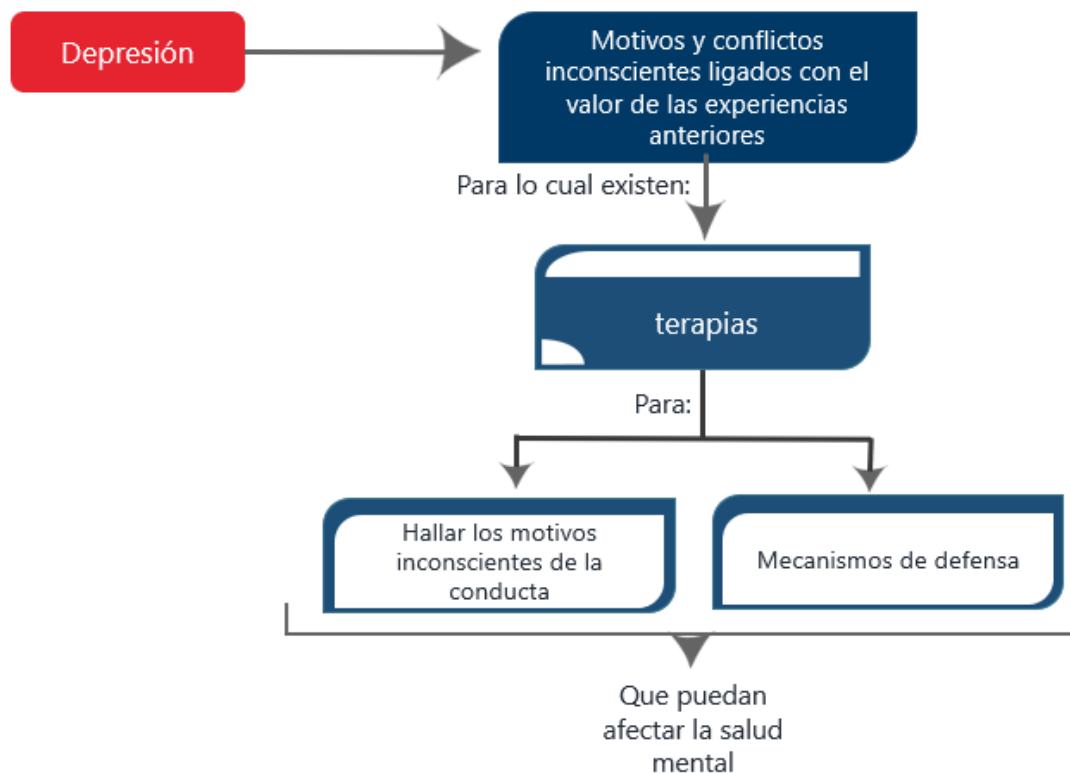 Depresión
Motivos y conflictos
inconscientes ligados con el
valor de las experiencias
anteriores
Para lo cual existen:
terapias
Para:
Hallar los motivos
inconscientes de la
conducta
Mecanismos de defensa
Que puedan
afectar la salud
mental